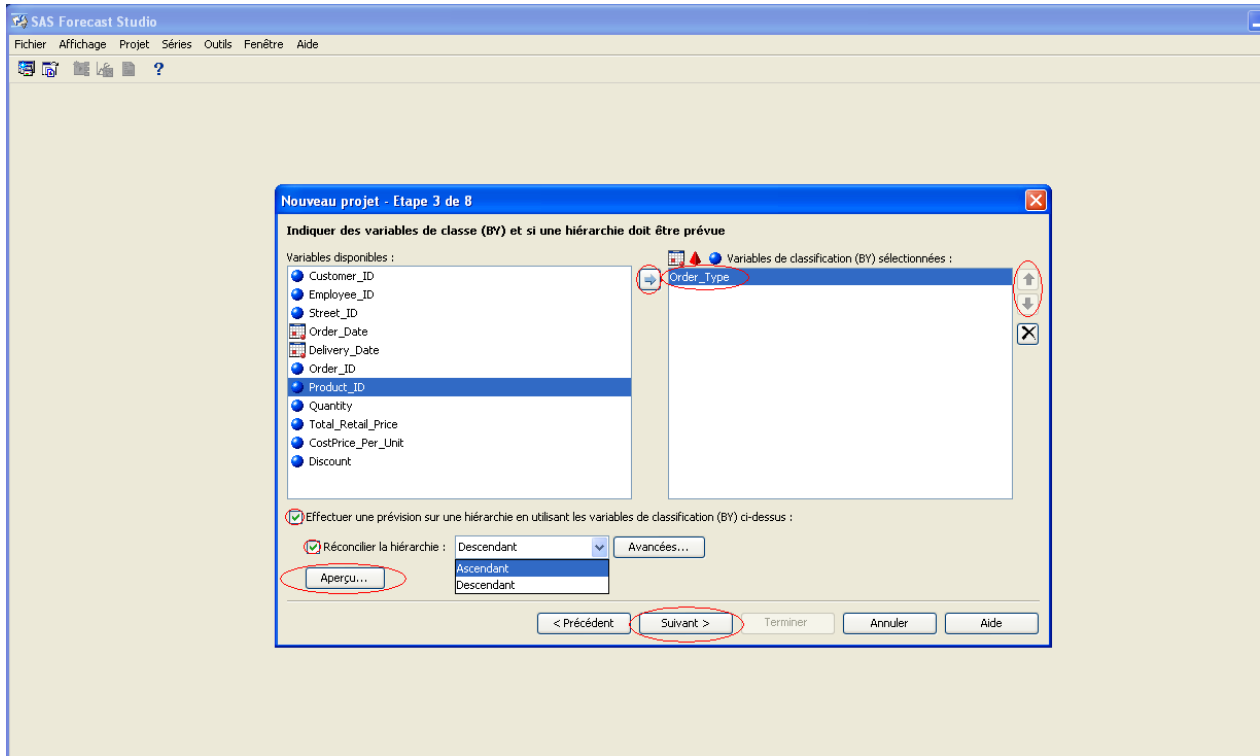 SAS Forecast Studio
Fichier Affichage Projet Séries Outils Fenêtre Aide
?
Nouveau projet - Etape 3 de 8
Indiquer des variables de classe (BY) et si une hiérarchie doit être prévue
Variables disponibles :
Customer_ID
Employee_ID
Street_ID
Order_Date
Delivery_Date
Order_ID
Product_ID
Quantity
Total_Retail_Price
CostPrice_Per_Unit
Discount
Variables de classification (BY) sélectionnées :
Order_Type
Effectuer une prévision sur une hiérarchie en utilisant les variables de classification (BY) ci-dessus :
Réconcilier la hiérarchie : Descendant Avancées...
Ascendant
Descendant
Aperçu...
< Précédent Suivant > Terminer Annuler Aide